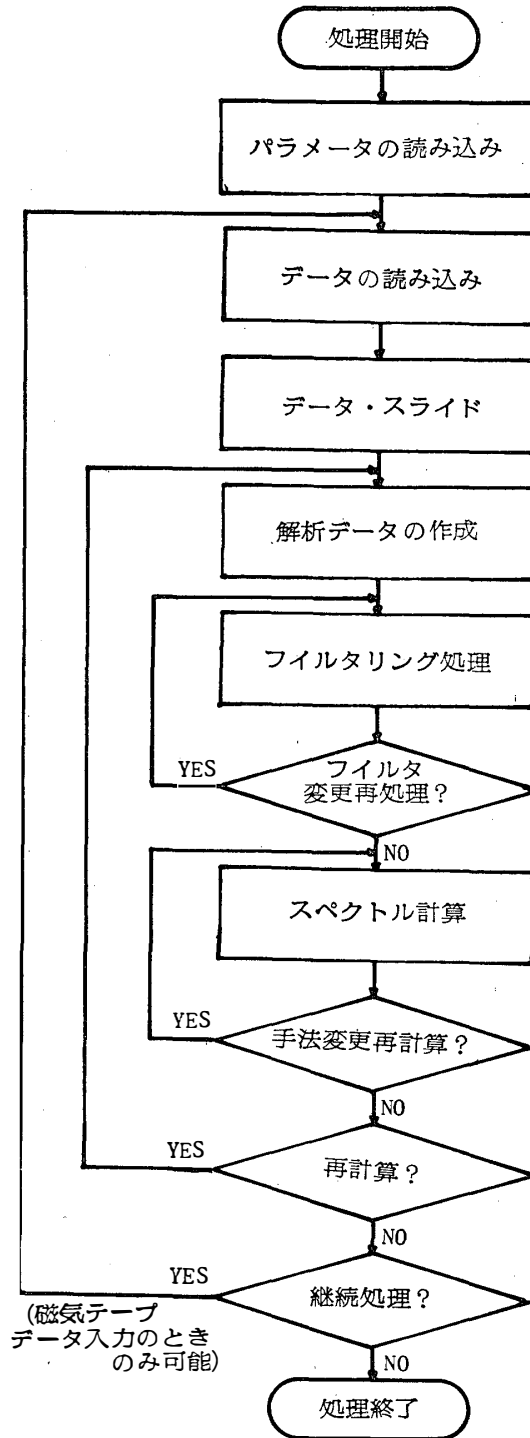 処理開始
パラメータの読み込み
データの読み込み
データ・スライド
解析データの作成
フイルタリング処理
フイルタ
変更再処理?
YES
NO
スペクトル計算
手法変更再計算?
YES
NO
再計算?
YES
NO
継続処理?
YES
(磁気テープ
データ入力のとき
のみ可能)
NO
処理終了